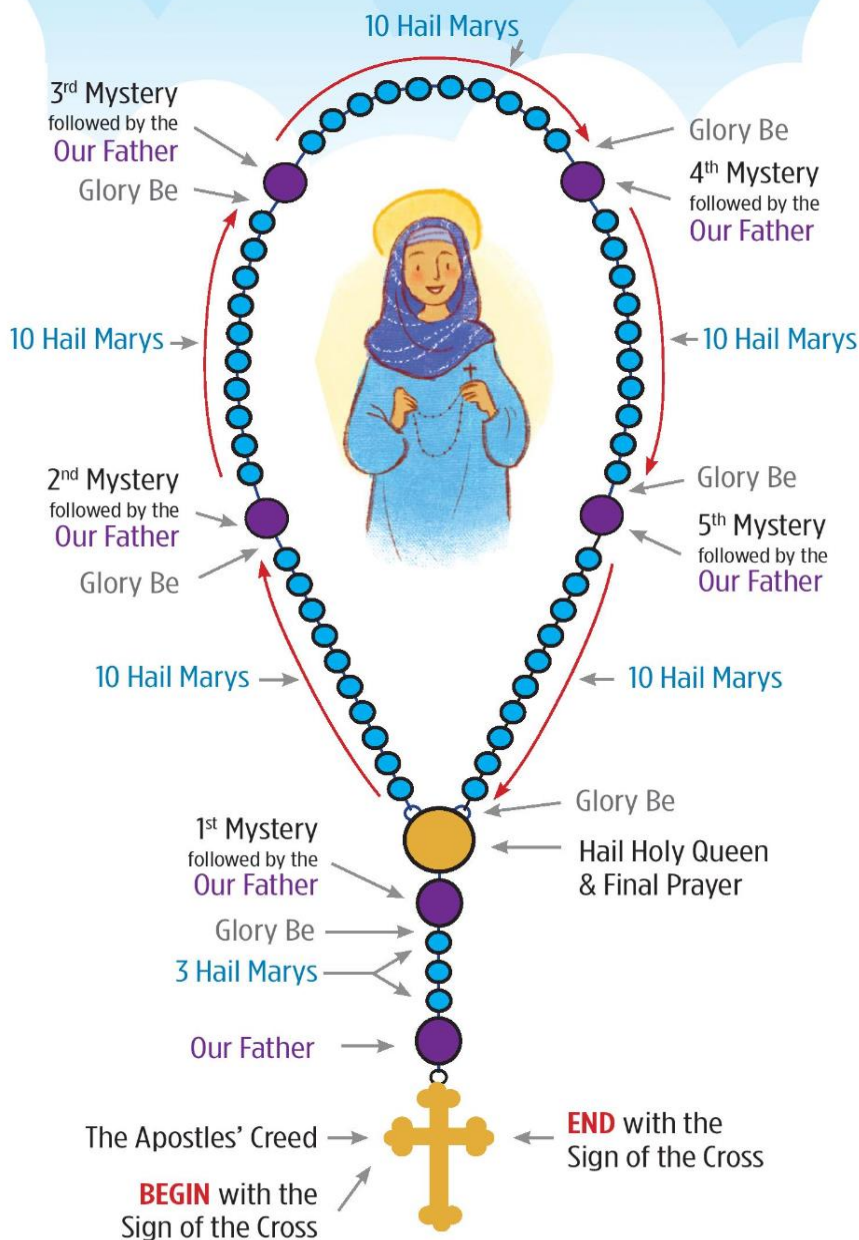 10 Hail Marys
3rd Mystery
followed by the
Our Father
Glory Be
Glory Be
4th Mystery
followed by the
Our Father
10 Hail Marys
10 Hail Marys
2nd Mystery
followed by the
Our Father
Glory Be
Glory Be
5th Mystery
followed by the
Our Father
10 Hail Marys
10 Hail Marys
Glory Be
1st Mystery
followed by the
Our Father
Hail Holy Queen
& Final Prayer
Glory Be
3 Hail Marys
Our Father
The Apostles' Creed
END with the
Sign of the Cross
BEGIN with the
Sign of the Cross